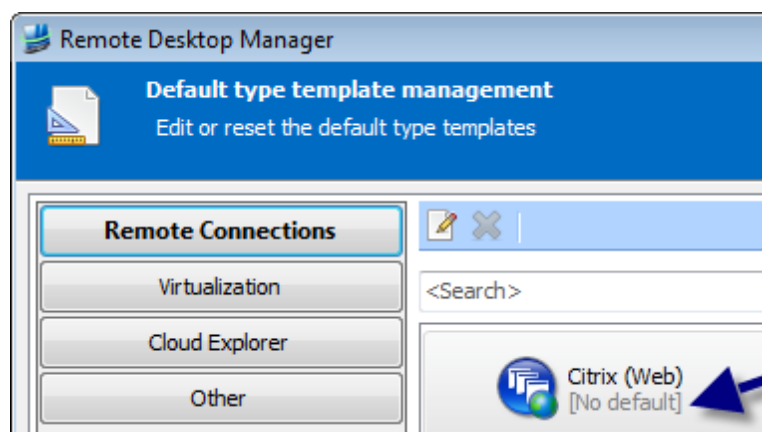 Remote Desktop Manager
Default type template management
Edit or reset the default type templates
Remote Connections
Virtualization
Cloud Explorer
Other
<Search>
Citrix (Web)
[No default]